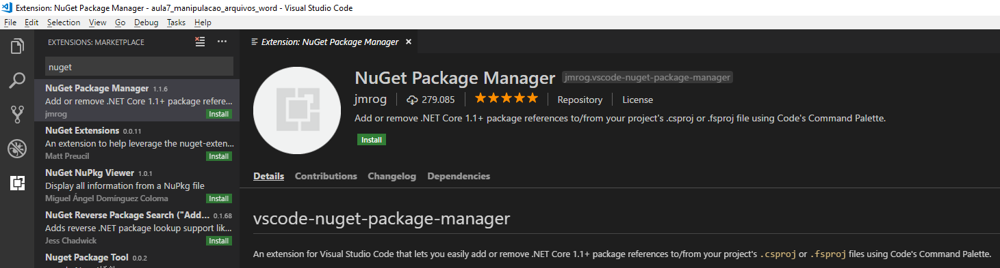 Extension: NuGet Package Manager - aula7_manipulacao_arquivos_word - Visual Studio Code
File Edit Selection View Go Debug Tasks Help
EXTENSIONS: MARKETPLACE
nuget
NuGet Package Manager 1.1.6
Add or remove .NET Core 1.1+ package refere...
jmrog Install
NuGet Extensions 0.0.11
An extension to help leverage the nuget-exten...
Matt Preucil Install
NuGet NuPkg Viewer 1.0.1
Display all information from a NuPkg file
Miguel Ángel Domínguez Coloma Install
NuGet Reverse Package Search ("Add... 0.1.68
Adds reverse .NET package lookup support lik...
Jess Chadwick Install
Nuget Package Tool 0.0.2
Extension: NuGet Package Manager
NuGet Package Manager jmrog.vscode-nuget-package-manager
jmrog 279.085 Repository License
Add or remove .NET Core 1.1+ package references to/from your project's .csproj or .fsproj file using Code's Command Palette.
Install
Details Contributions Changelog Dependencies
vscode-nuget-package-manager
An extension for Visual Studio Code that lets you easily add or remove .NET Core 1.1+ package references to/from your project's .csproj or .fsproj files using Code's Command Palette.